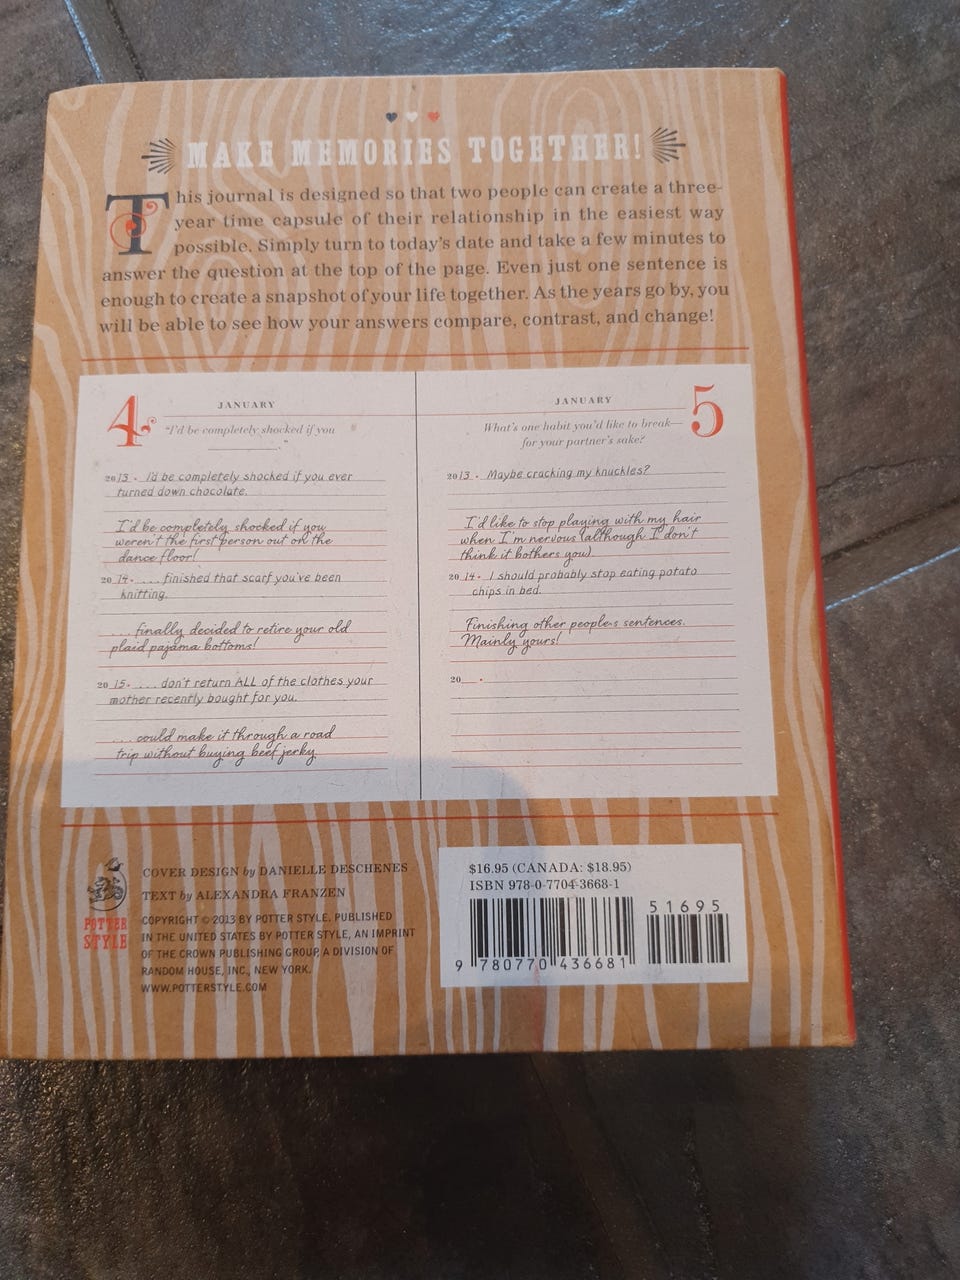 MAKE MEMORIES TOGETHER!
This journal is designed so that two people can create a three-
year time capsule of their relationship in the easiest way
possible. Simply turn to today's date and take a few minutes to
answer the question at the top of the page. Even just one sentence is
enough to create a snapshot of your life together. As the years go by, you
will be able to see how your answers compare, contrast, and change!
4
JANUARY
"I'd be completely shocked if you
____________."
2013 • I'd be completely shocked if you ever
turned down chocolate.
I'd be completely shocked if you
weren't the first person out on the
dance floor!
2014 • ... finished that scarf you've been
knitting.
... finally decided to retire your old
plaid pajama bottoms!
2015 • ... don't return ALL of the clothes your
mother recently bought for you.
... could make it through a road
trip without buying beef jerky.
JANUARY
5
What's one habit you'd like to break—
for your partner's sake?
2013 • Maybe cracking my knuckles?
I'd like to stop playing with my hair
when I'm nervous (although I don't
think it bothers you)
2014 • I should probably stop eating potato
chips in bed.
Finishing other people's sentences.
Mainly yours!
20__ •
POTTER
STYLE
COVER DESIGN by DANIELLE DESCHENES
TEXT by ALEXANDRA FRANZEN
COPYRIGHT © 2013 BY POTTER STYLE. PUBLISHED
IN THE UNITED STATES BY POTTER STYLE, AN IMPRINT
OF THE CROWN PUBLISHING GROUP, A DIVISION OF
RANDOM HOUSE, INC., NEW YORK.
WWW.POTTERSTYLE.COM
$16.95 (CANADA: $18.95)
ISBN 978-0-7704-3668-1
51695
9 780770 436681